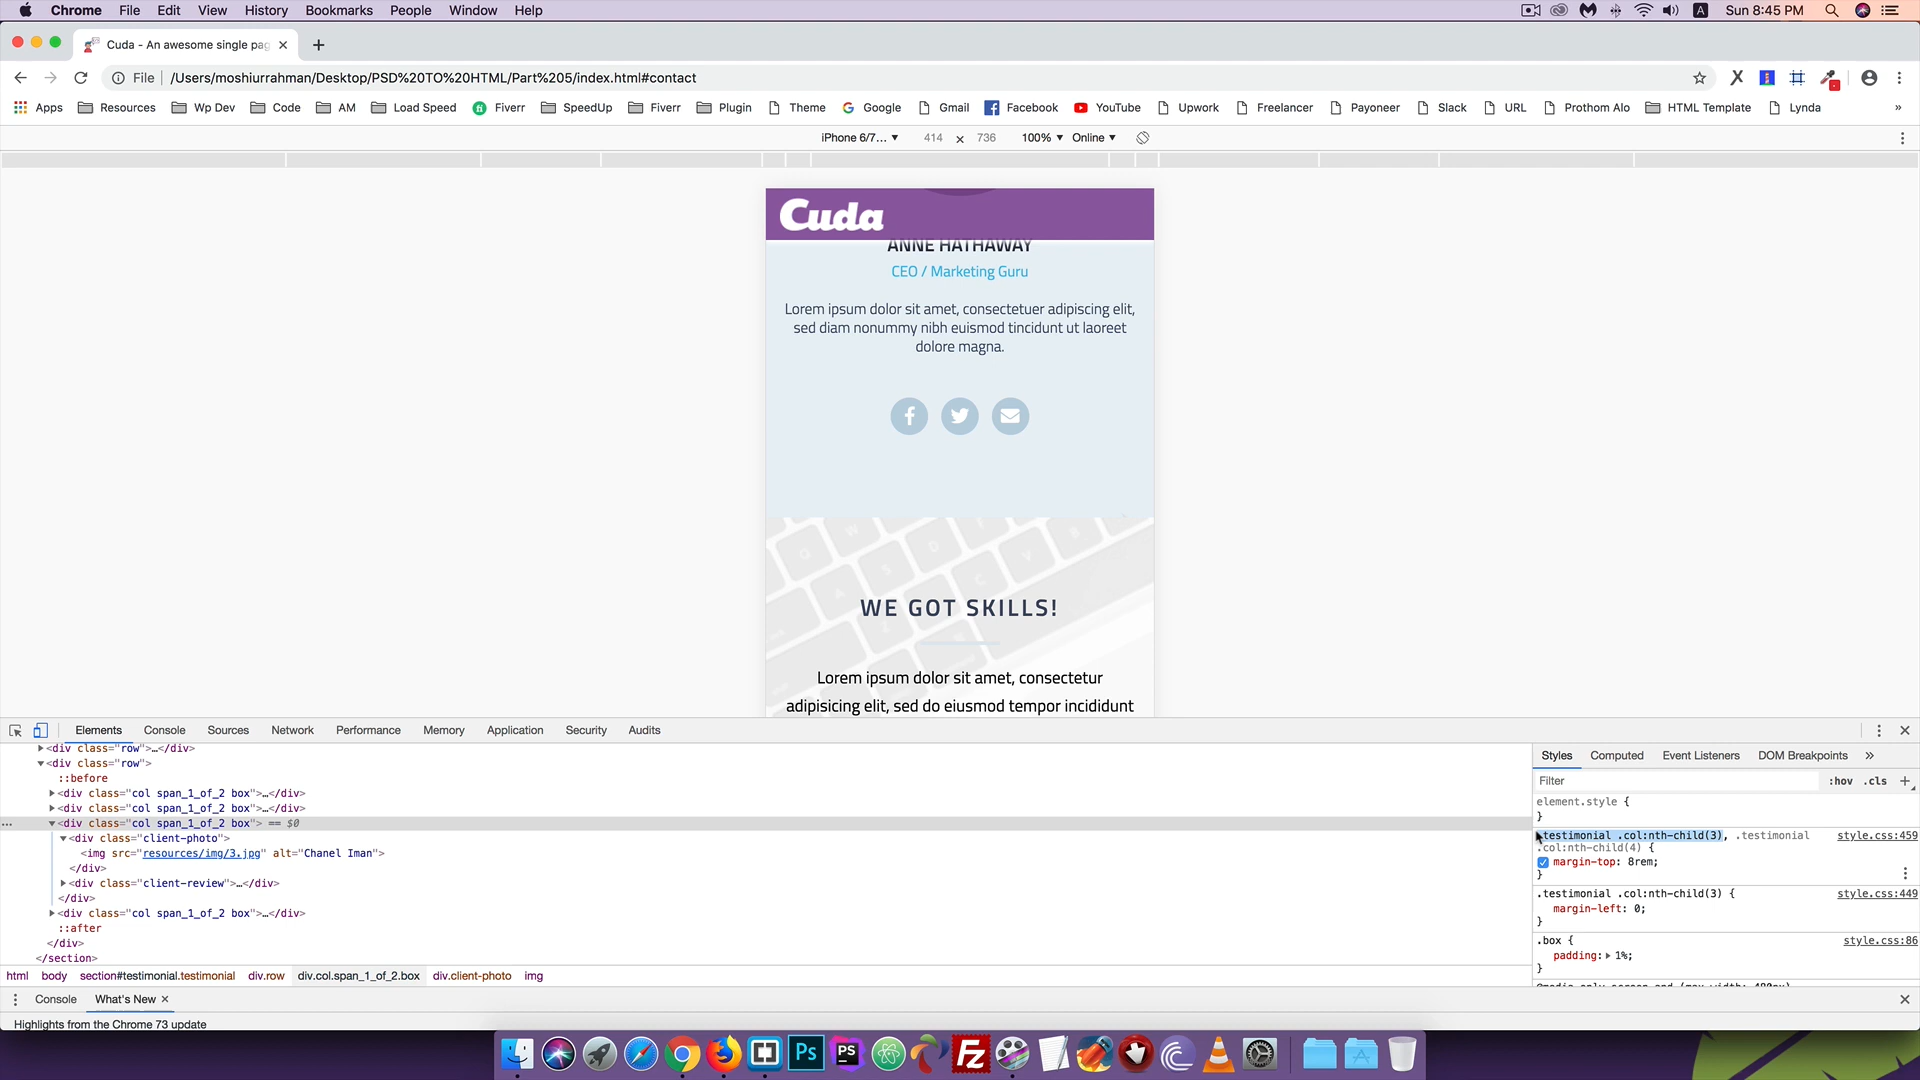 Chrome File Edit View History Bookmarks People Window Help Sun 8:45 PM
Cuda - An awesome single pag
File /Users/moshiurrahman/Desktop/PSD%20TO%20HTML/Part%205/index.html#contact
Apps Resources Wp Dev Code AM Load Speed Fiverr SpeedUp Fiverr Plugin Theme Google Gmail Facebook YouTube Upwork Freelancer Payoneer Slack URL Prothom Alo HTML Template Lynda »
iPhone 6/7... ▼ 414 × 736 100% ▼ Online ▼
Cuda
ANNE HATHAWAY
CEO / Marketing Guru
Lorem ipsum dolor sit amet, consectetuer adipiscing elit,
sed diam nonummy nibh euismod tincidunt ut laoreet
dolore magna.
WE GOT SKILLS!
Lorem ipsum dolor sit amet, consectetur
adipisicing elit, sed do eiusmod tempor incididunt
Elements Console Sources Network Performance Memory Application Security Audits
<div class="row">…</div>
<div class="row">
::before
<div class="col span_1_of_2 box">…</div>
<div class="col span_1_of_2 box">…</div>
<div class="col span_1_of_2 box"> == $0
<div class="client-photo">
<img src="resources/img/3.jpg" alt="Chanel Iman">
</div>
<div class="client-review">…</div>
</div>
<div class="col span_1_of_2 box">…</div>
::after
</div>
</section>
html body section#testimonial.testimonial div.row div.col.span_1_of_2.box div.client-photo img
Styles Computed Event Listeners DOM Breakpoints »
Filter :hov .cls +
element.style {
}
.testimonial .col:nth-child(3), .testimonial style.css:459
.col:nth-child(4) {
margin-top: 8rem;
}
.testimonial .col:nth-child(3) { style.css:449
margin-left: 0;
}
.box { style.css:86
padding: 1%;
}
Console What's New ×
Highlights from the Chrome 73 update
Ps PS Fz